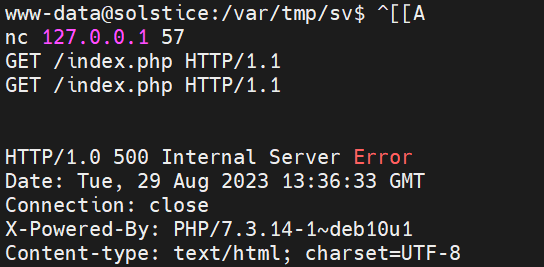 www-data@solstice:/var/tmp/sv$ ^[[A
nc 127.0.0.1 57
GET /index.php HTTP/1.1
GET /index.php HTTP/1.1
HTTP/1.0 500 Internal Server Error
Date: Tue, 29 Aug 2023 13:36:33 GMT
Connection: close
X-Powered-By: PHP/7.3.14-1~deb10u1
Content-type: text/html; charset=UTF-8